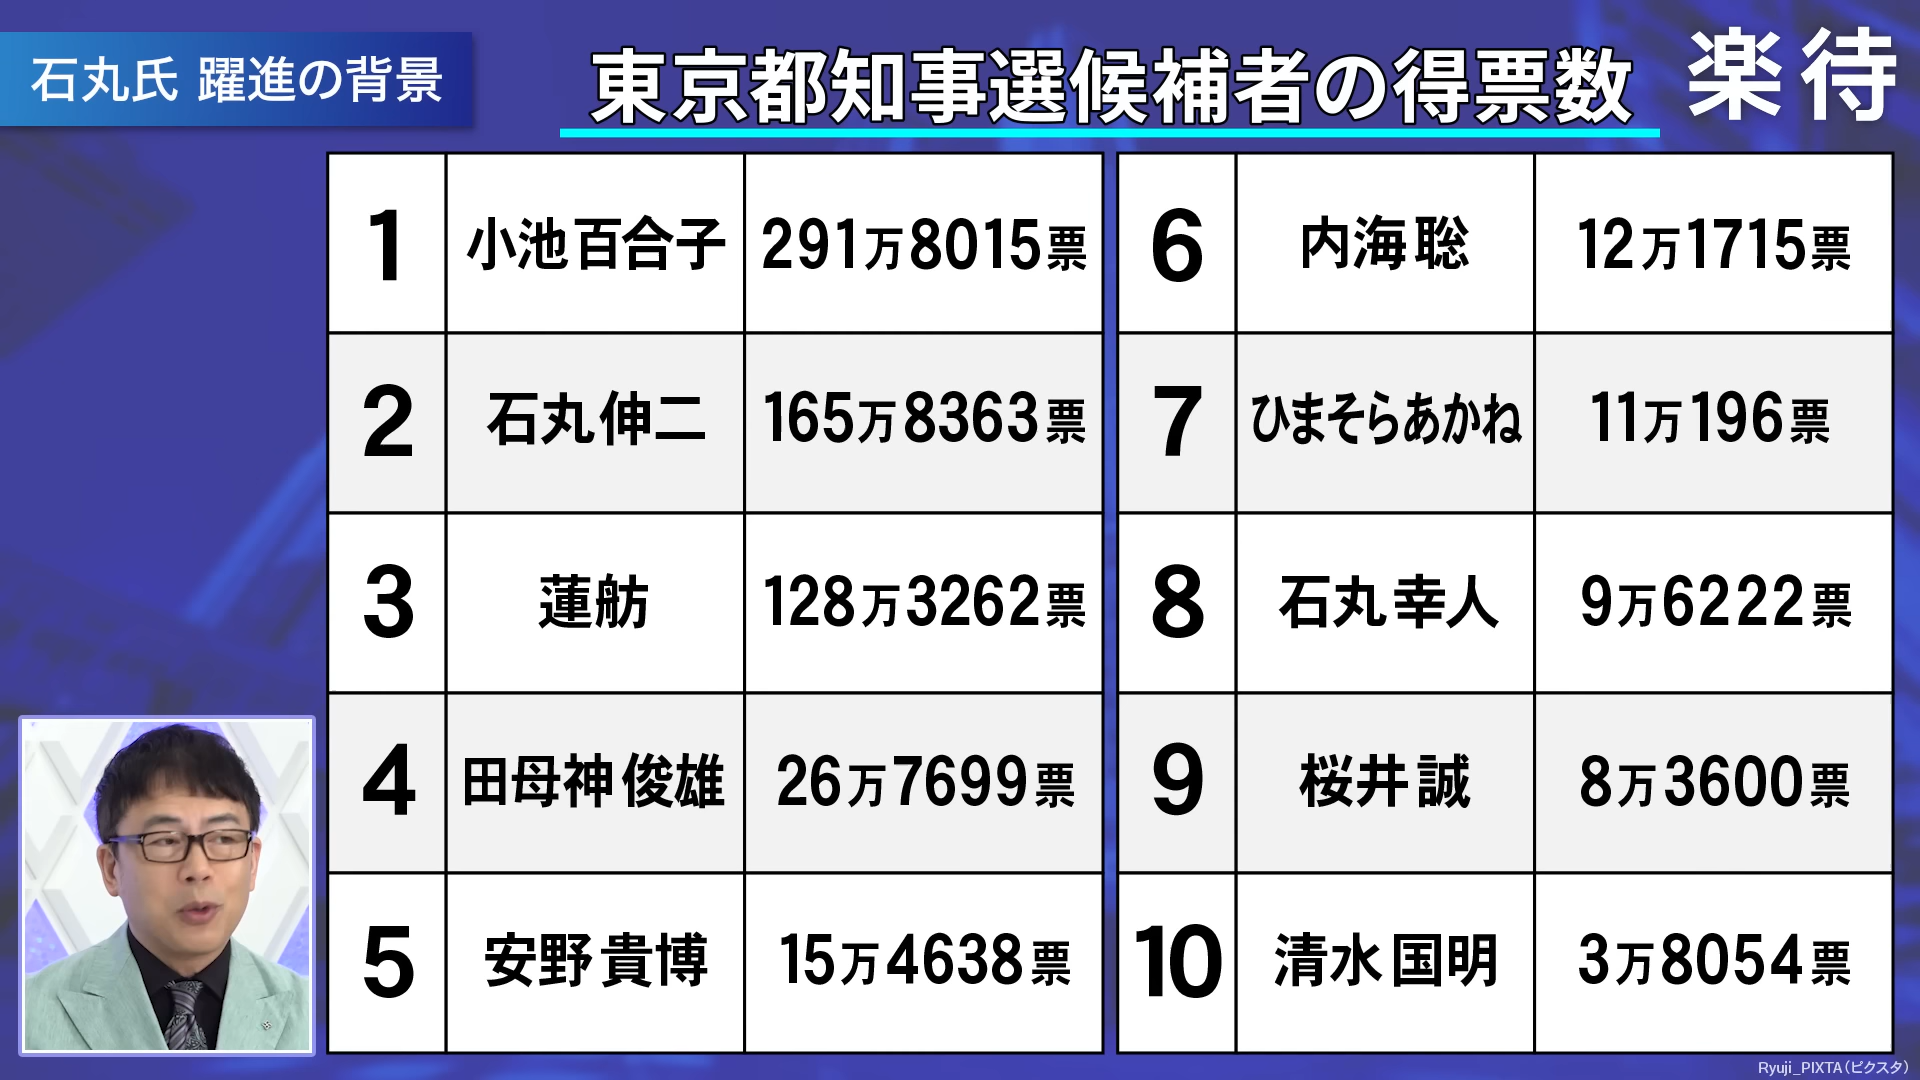 石丸氏 躍進の背景
東京都知事選候補者の得票数
楽待
1 小池 百合子 291万8015票
2 石丸 伸二 165万8363票
3 蓮舫 128万3262票
4 田母神 俊雄 26万7699票
5 安野 貴博 15万4638票
6 内海 聡 12万1715票
7 ひまそらあかね 11万196票
8 石丸 幸人 9万6222票
9 桜井 誠 8万3600票
10 清水 国明 3万8054票
Ryuji_PIXTA(ピクスタ)